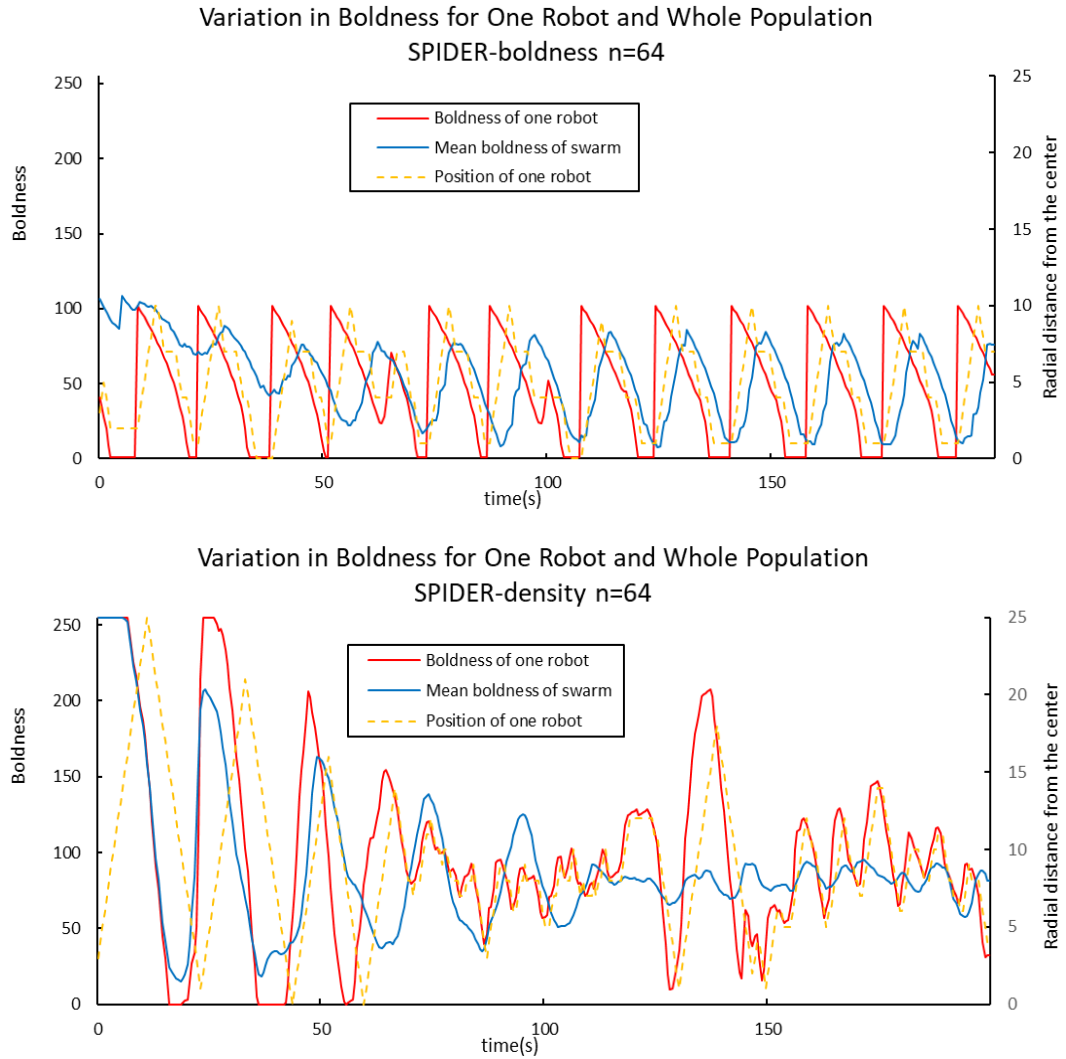 Variation in Boldness for One Robot and Whole Population
SPIDER-boldness n=64
250
200
150
100
50
0
Boldness
Boldness of one robot
Mean boldness of swarm
Position of one robot
25
20
15
10
5
0
Radial distance from the center
0
50
100
150
time(s)
Variation in Boldness for One Robot and Whole Population
SPIDER-density n=64
250
200
150
100
50
0
Boldness
Boldness of one robot
Mean boldness of swarm
Position of one robot
25
20
15
10
5
0
Radial distance from the center
0
50
100
150
time(s)